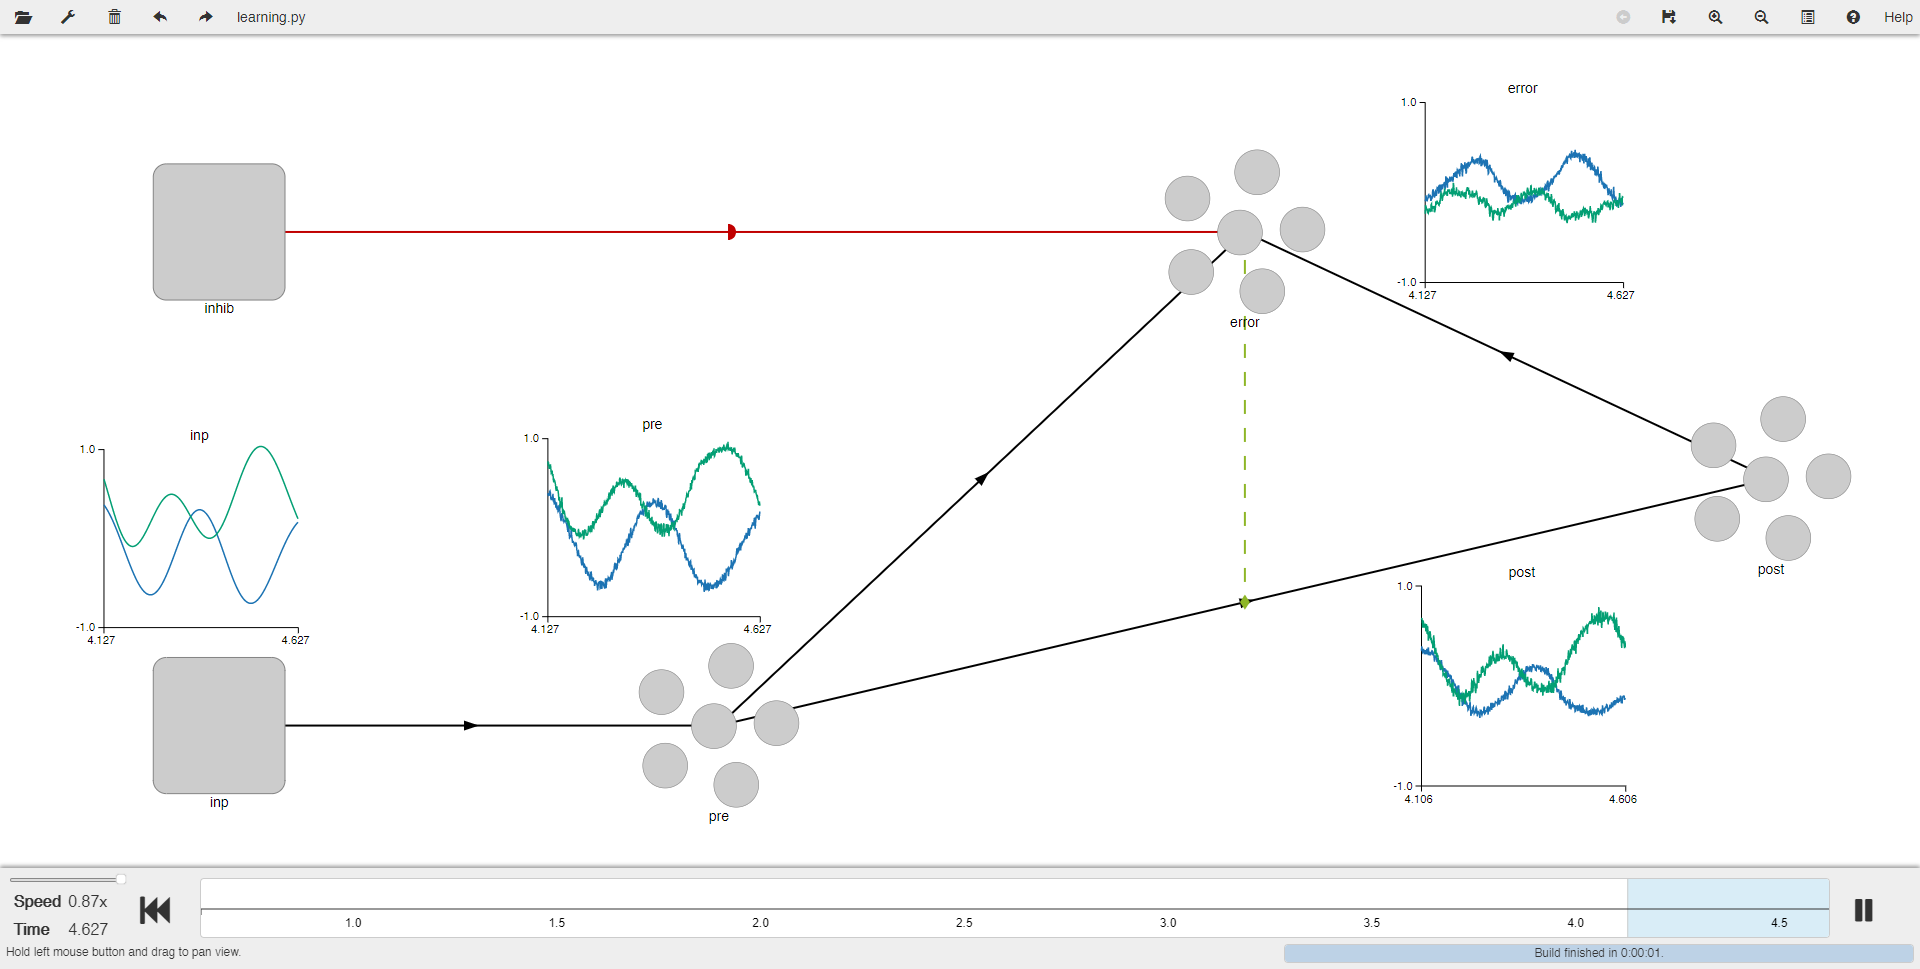 learning.py
Help
error
1.0
-1.0
4.127
4.627
inhib
error
inp
1.0
-1.0
4.127
4.627
pre
1.0
-1.0
4.127
4.627
post
post
1.0
-1.0
4.106
4.606
inp
pre
Speed 0.87x
Time 4.627
1.0 1.5 2.0 2.5 3.0 3.5 4.0 4.5
Hold left mouse button and drag to pan view.
Build finished in 0:00:01.